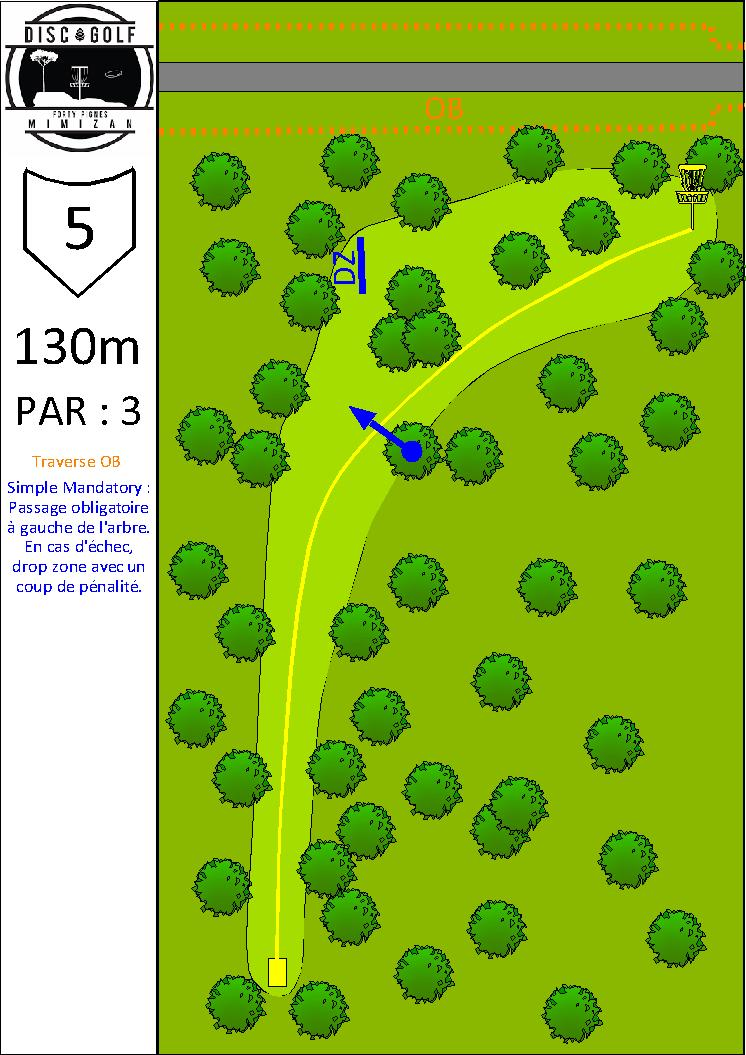 DISC GOLF
FORTY PIGNES
MIMIZAN
5
130m
PAR : 3
Traverse OB
Simple Mandatory :
Passage obligatoire
à gauche de l'arbre.
En cas d'échec,
drop zone avec un
coup de pénalité.
OB
DZ